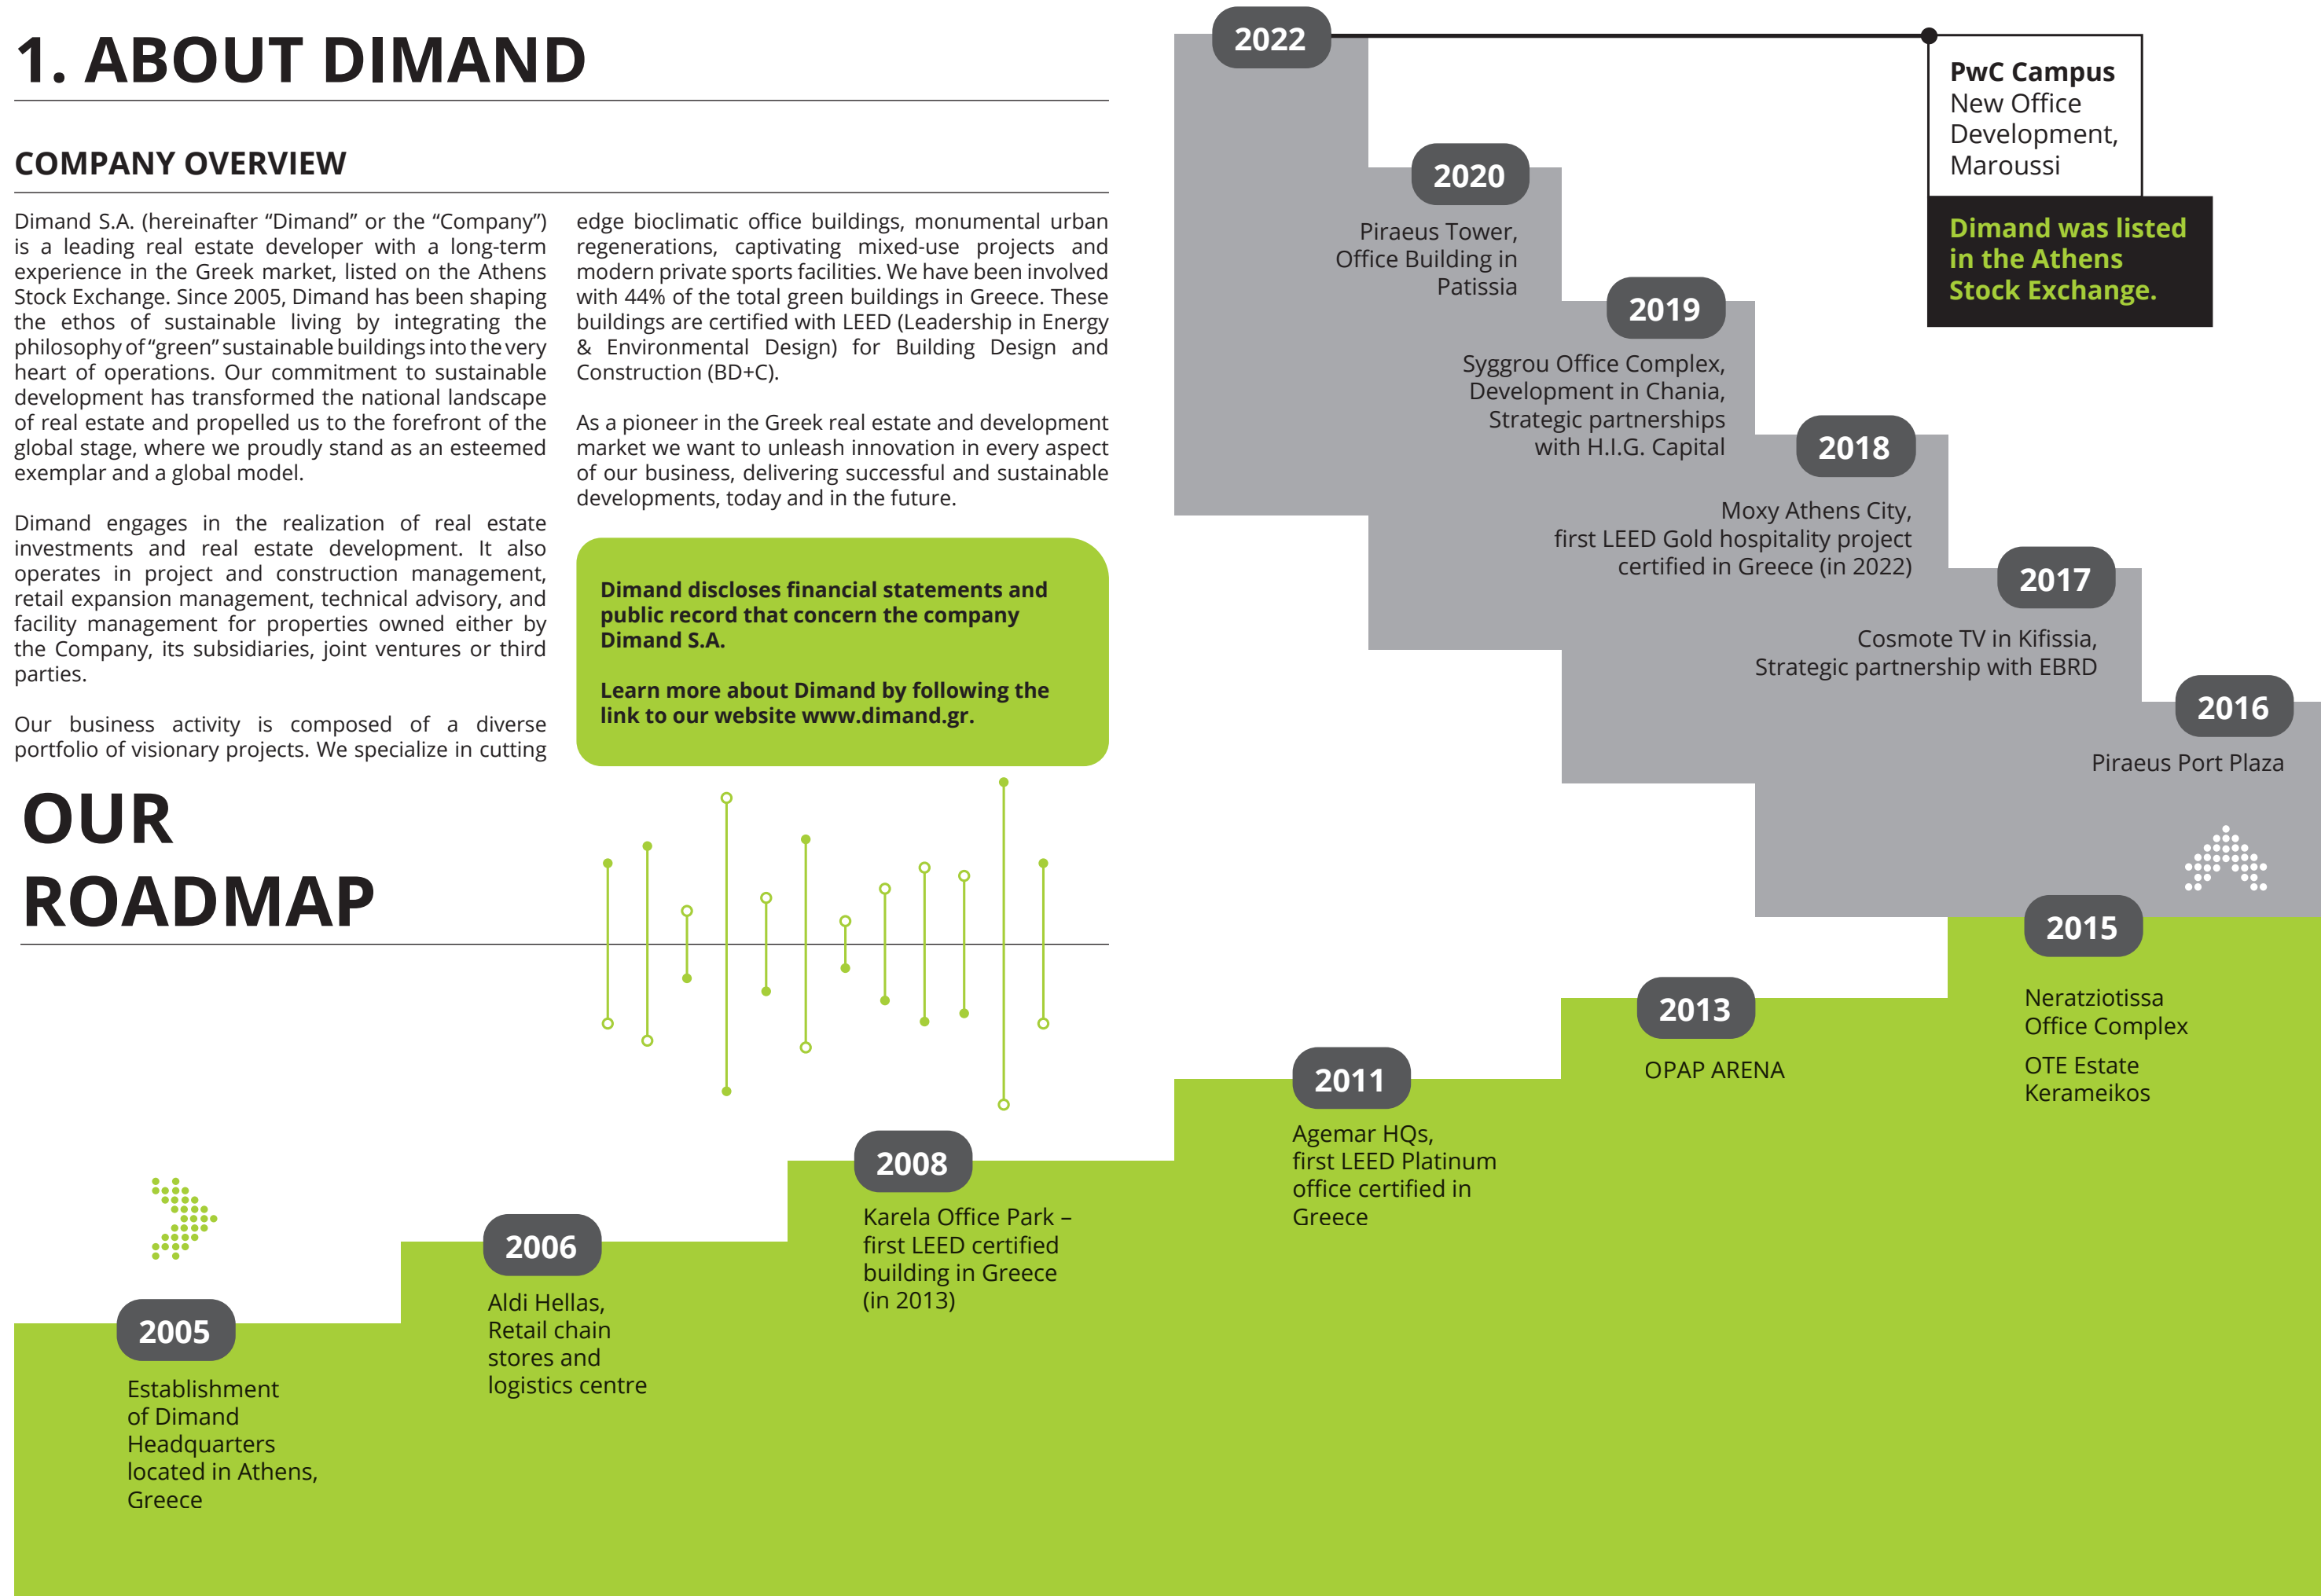 1. ABOUT DIMAND
COMPANY OVERVIEW
Dimand S.A. (hereinafter “Dimand” or the “Company”)
is a leading real estate developer with a long-term
experience in the Greek market, listed on the Athens
Stock Exchange. Since 2005, Dimand has been shaping
the ethos of sustainable living by integrating the
philosophy of “green” sustainable buildings into the very
heart of operations. Our commitment to sustainable
development has transformed the national landscape
of real estate and propelled us to the forefront of the
global stage, where we proudly stand as an esteemed
exemplar and a global model.
Dimand engages in the realization of real estate
investments and real estate development. It also
operates in project and construction management,
retail expansion management, technical advisory, and
facility management for properties owned either by
the Company, its subsidiaries, joint ventures or third
parties.
Our business activity is composed of a diverse
portfolio of visionary projects. We specialize in cutting
edge bioclimatic office buildings, monumental urban
regenerations, captivating mixed-use projects and
modern private sports facilities. We have been involved
with 44% of the total green buildings in Greece. These
buildings are certified with LEED (Leadership in Energy
& Environmental Design) for Building Design and
Construction (BD+C).
As a pioneer in the Greek real estate and development
market we want to unleash innovation in every aspect
of our business, delivering successful and sustainable
developments, today and in the future.
Dimand discloses financial statements and
public record that concern the company
Dimand S.A.
Learn more about Dimand by following the
link to our website www.dimand.gr.
OUR
ROADMAP
2005
Establishment
of Dimand
Headquarters
located in Athens,
Greece
2006
Aldi Hellas,
Retail chain
stores and
logistics centre
2008
Karela Office Park –
first LEED certified
building in Greece
(in 2013)
2011
Agemar HQs,
first LEED Platinum
office certified in
Greece
2013
OPAP ARENA
2015
Neratziotissa
Office Complex
OTE Estate
Kerameikos
2016
Piraeus Port Plaza
2017
Cosmote TV in Kifissia,
Strategic partnership with EBRD
2018
Moxy Athens City,
first LEED Gold hospitality project
certified in Greece (in 2022)
2019
Syggrou Office Complex,
Development in Chania,
Strategic partnerships
with H.I.G. Capital
2020
Piraeus Tower,
Office Building in
Patissia
2022
PwC Campus
New Office
Development,
Maroussi
Dimand was listed
in the Athens
Stock Exchange.